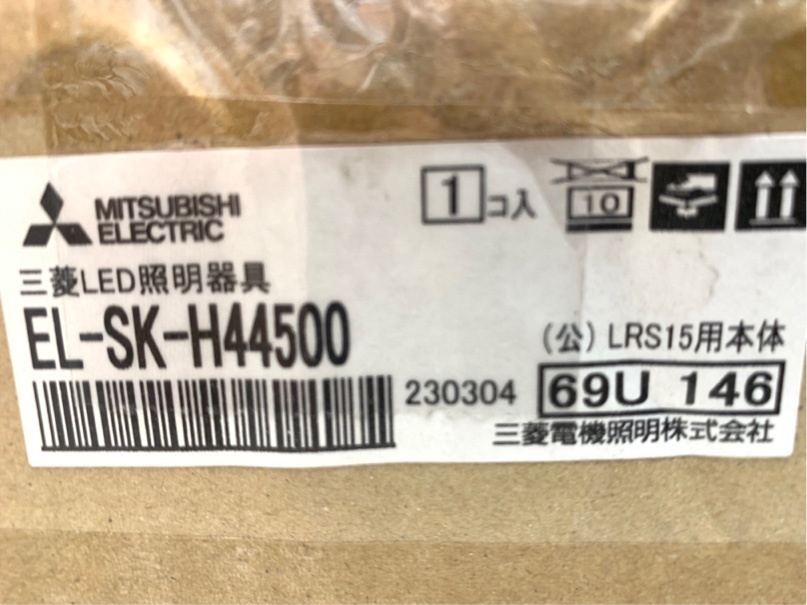 MITSUBISHI
ELECTRIC
1コ入
10
三菱LED照明器具
EL-SK-H44500
(公) LRS15用本体
230304
69U 146
三菱電機照明株式会社